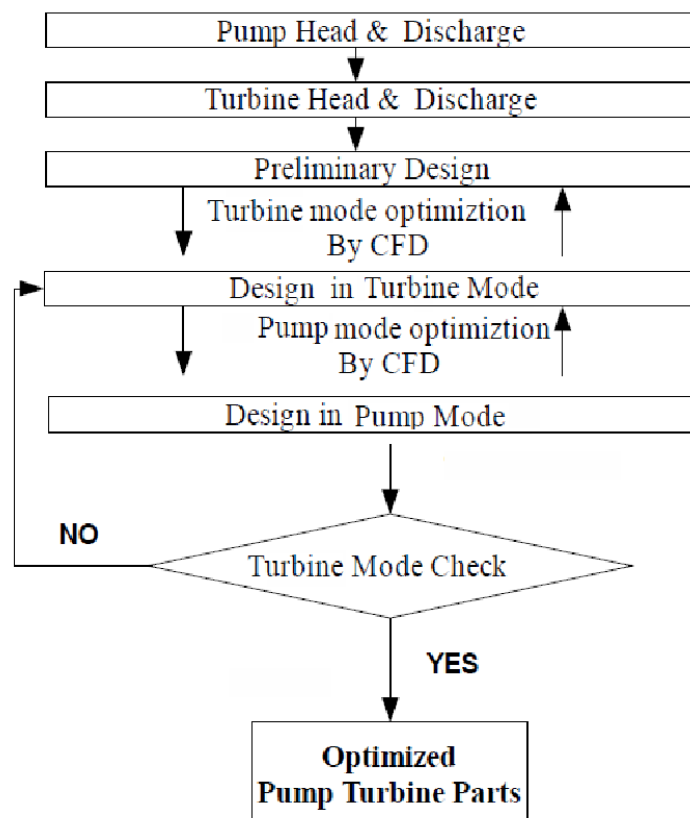 Pump Head & Discharge
Turbine Head & Discharge
Preliminary Design
Turbine mode optimiztion
By CFD
Design in Turbine Mode
Pump mode optimiztion
By CFD
Design in Pump Mode
NO
Turbine Mode Check
YES
Optimized
Pump Turbine Parts